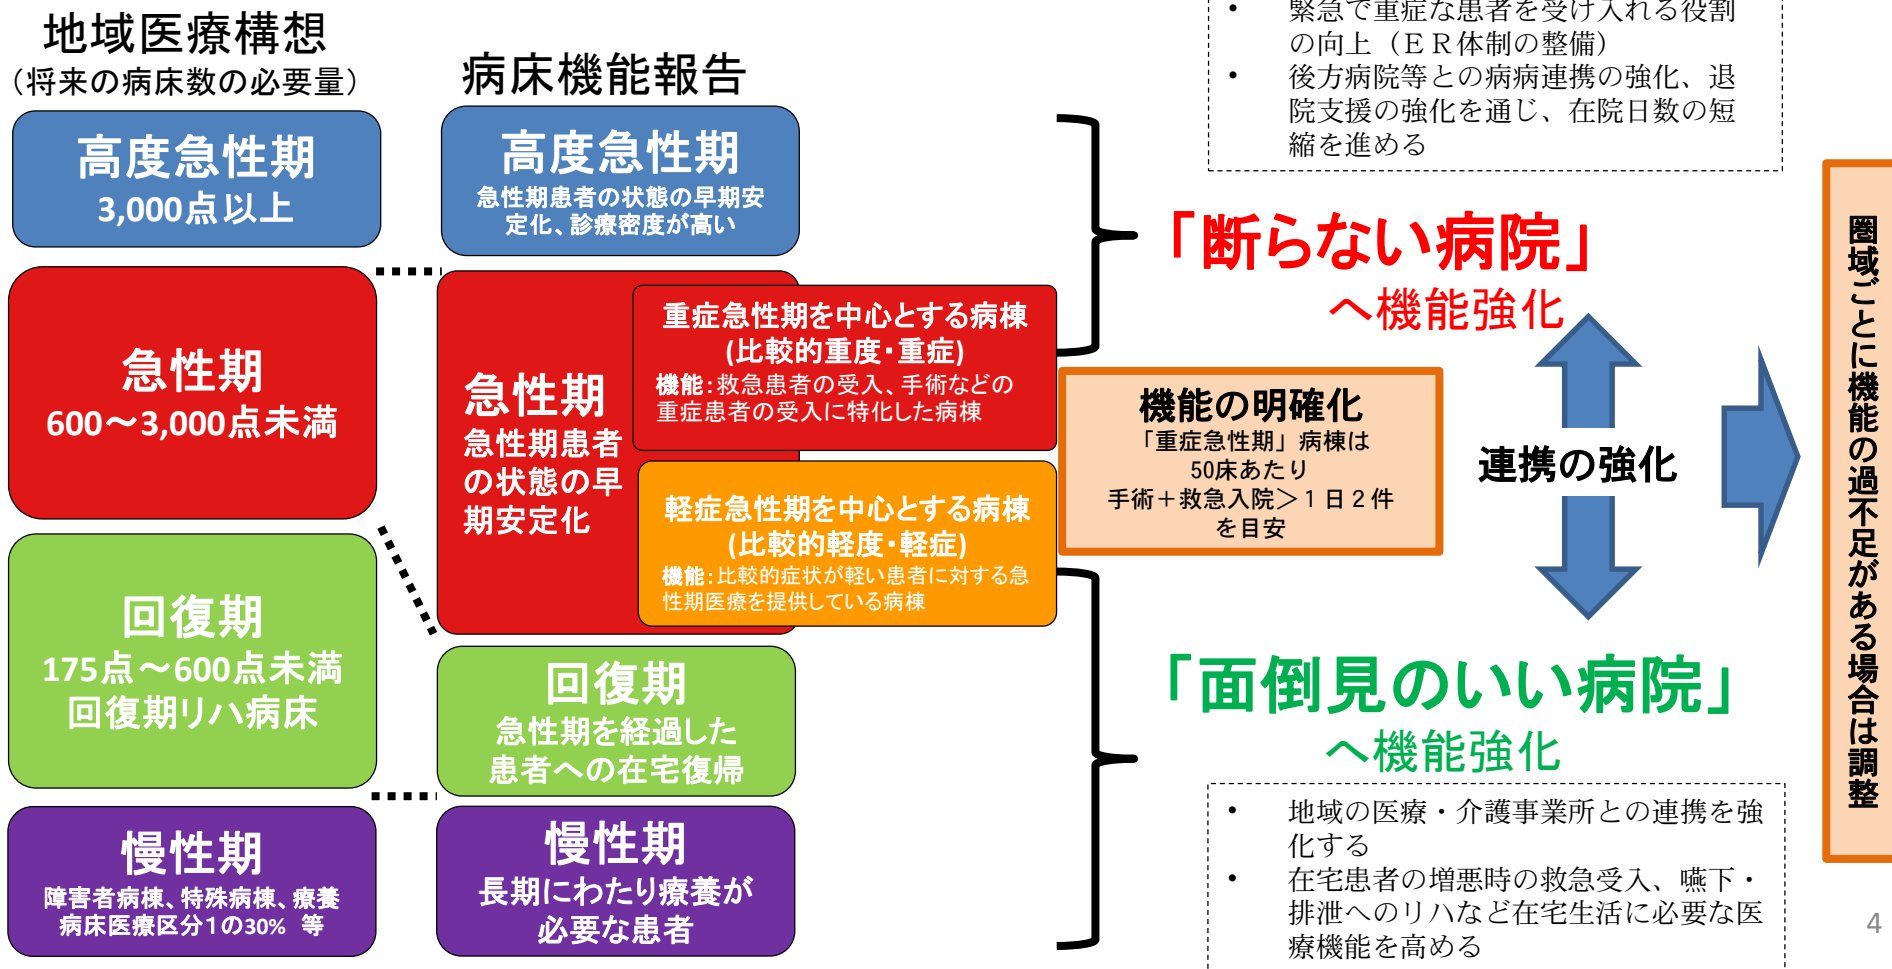 地域医療構想
（将来の病床数の必要量）
高度急性期
3,000点以上
急性期
600～3,000点未満
回復期
175点～600点未満
回復期リハ病床
慢性期
障害者病棟、特殊病棟、療養
病床医療区分1の30% 等
病床機能報告
高度急性期
急性期患者の状態の早期安
定化、診療密度が高い
急性期
急性期患者
の状態の早
期安定化
重症急性期を中心とする病棟
(比較的重度・重症)
機能：救急患者の受入、手術などの
重症患者の受入に特化した病棟
軽症急性期を中心とする病棟
(比較的軽度・軽症)
機能：比較的症状が軽い患者に対する急
性期医療を提供している病棟
回復期
急性期を経過した
患者への在宅復帰
慢性期
長期にわたり療養が
必要な患者
• 緊急で重症な患者を受け入れる役割
の向上（ＥＲ体制の整備）
• 後方病院等との病病連携の強化、退
院支援の強化を通じ、在院日数の短
縮を進める
「断らない病院」
へ機能強化
機能の明確化
「重症急性期」病棟は
50床あたり
手術＋救急入院＞１日２件
を目安
連携の強化
「面倒見のいい病院」
へ機能強化
• 地域の医療・介護事業所との連携を強
化する
• 在宅患者の増悪時の救急受入、嚥下・
排泄へのリハなど在宅生活に必要な医
療機能を高める
圏域ごとに機能の過不足がある場合は調整
4